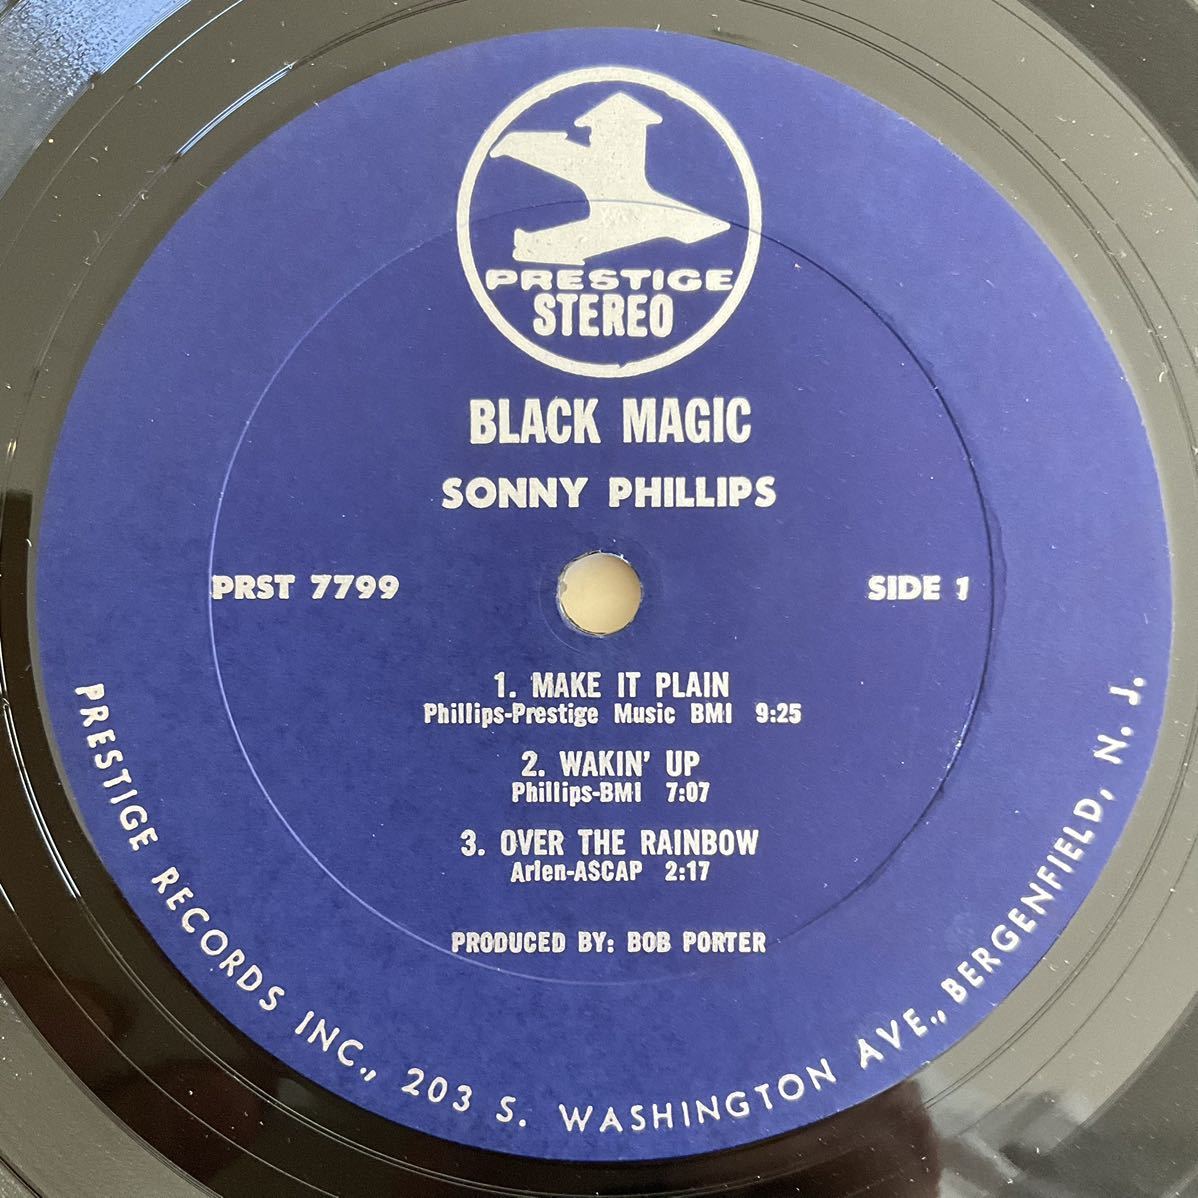 PRESTIGE
STEREO
BLACK MAGIC
SONNY PHILLIPS
PRST 7799
SIDE 1
1. MAKE IT PLAIN
Phillips-Prestige Music BMI 9:25
2. WAKIN' UP
Phillips-BMI 7:07
3. OVER THE RAINBOW
Arlen-ASCAP 2:17
PRODUCED BY: BOB PORTER
PRESTIGE RECORDS INC., 203 S. WASHINGTON AVE., BERGENFIELD, N. J.